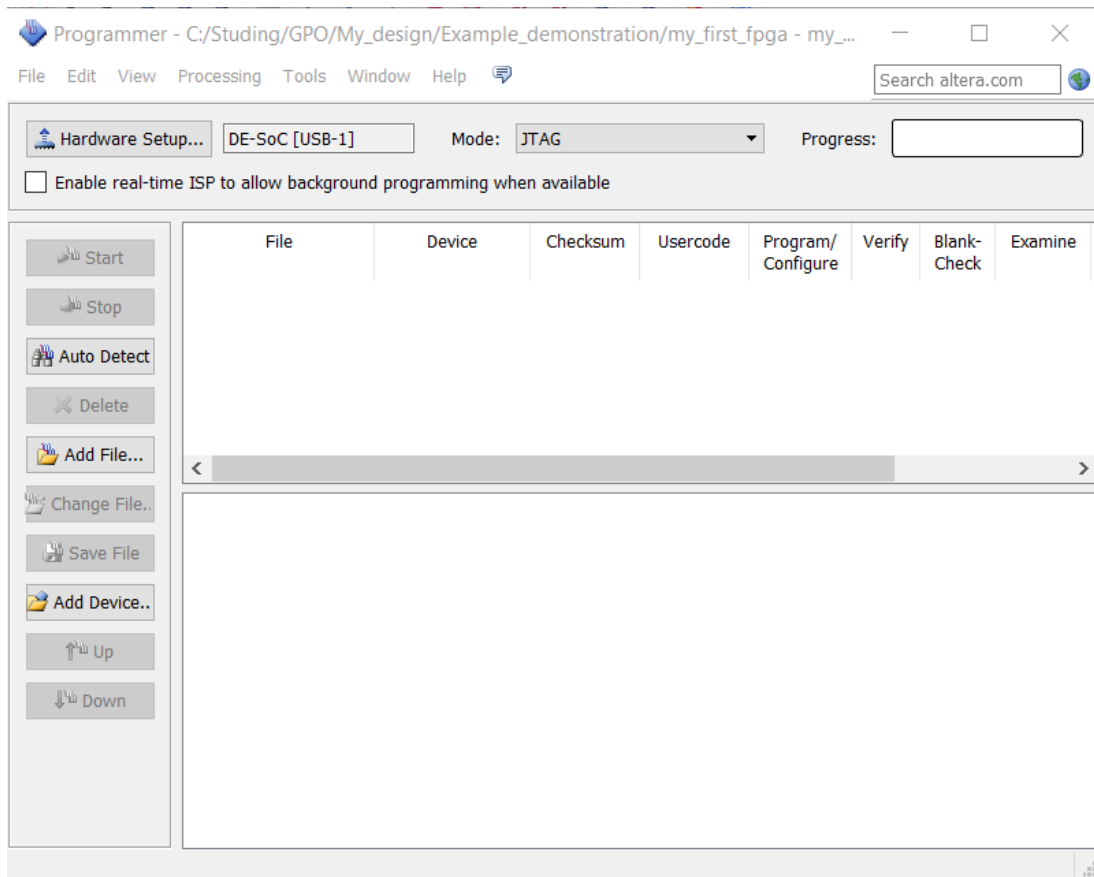 Programmer - C:/Studing/GPO/My_design/Example_demonstration/my_first_fpga - my_...
File Edit View Processing Tools Window Help
Search altera.com
Hardware Setup... DE-SoC [USB-1] Mode: JTAG Progress:
Enable real-time ISP to allow background programming when available
File Device Checksum Usercode Program/ Verify Blank- Examine
Configure Check
Start
Stop
Auto Detect
Delete
Add File...
Change File..
Save File
Add Device..
Up
Down